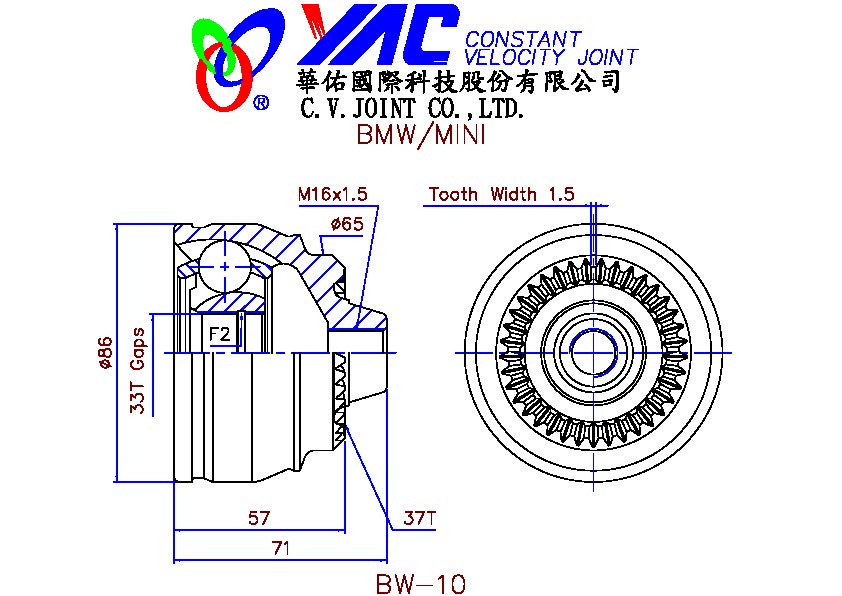 YAC CONSTANT
VELOCITY JOINT
®
華佑國際科技股份有限公司
C.V.JOINT CO.,LTD.
BMW/MINI
M16x1.5
Tooth Width 1.5
ø65
F2
ø86
33T Gaps
57
37T
71
BW-10